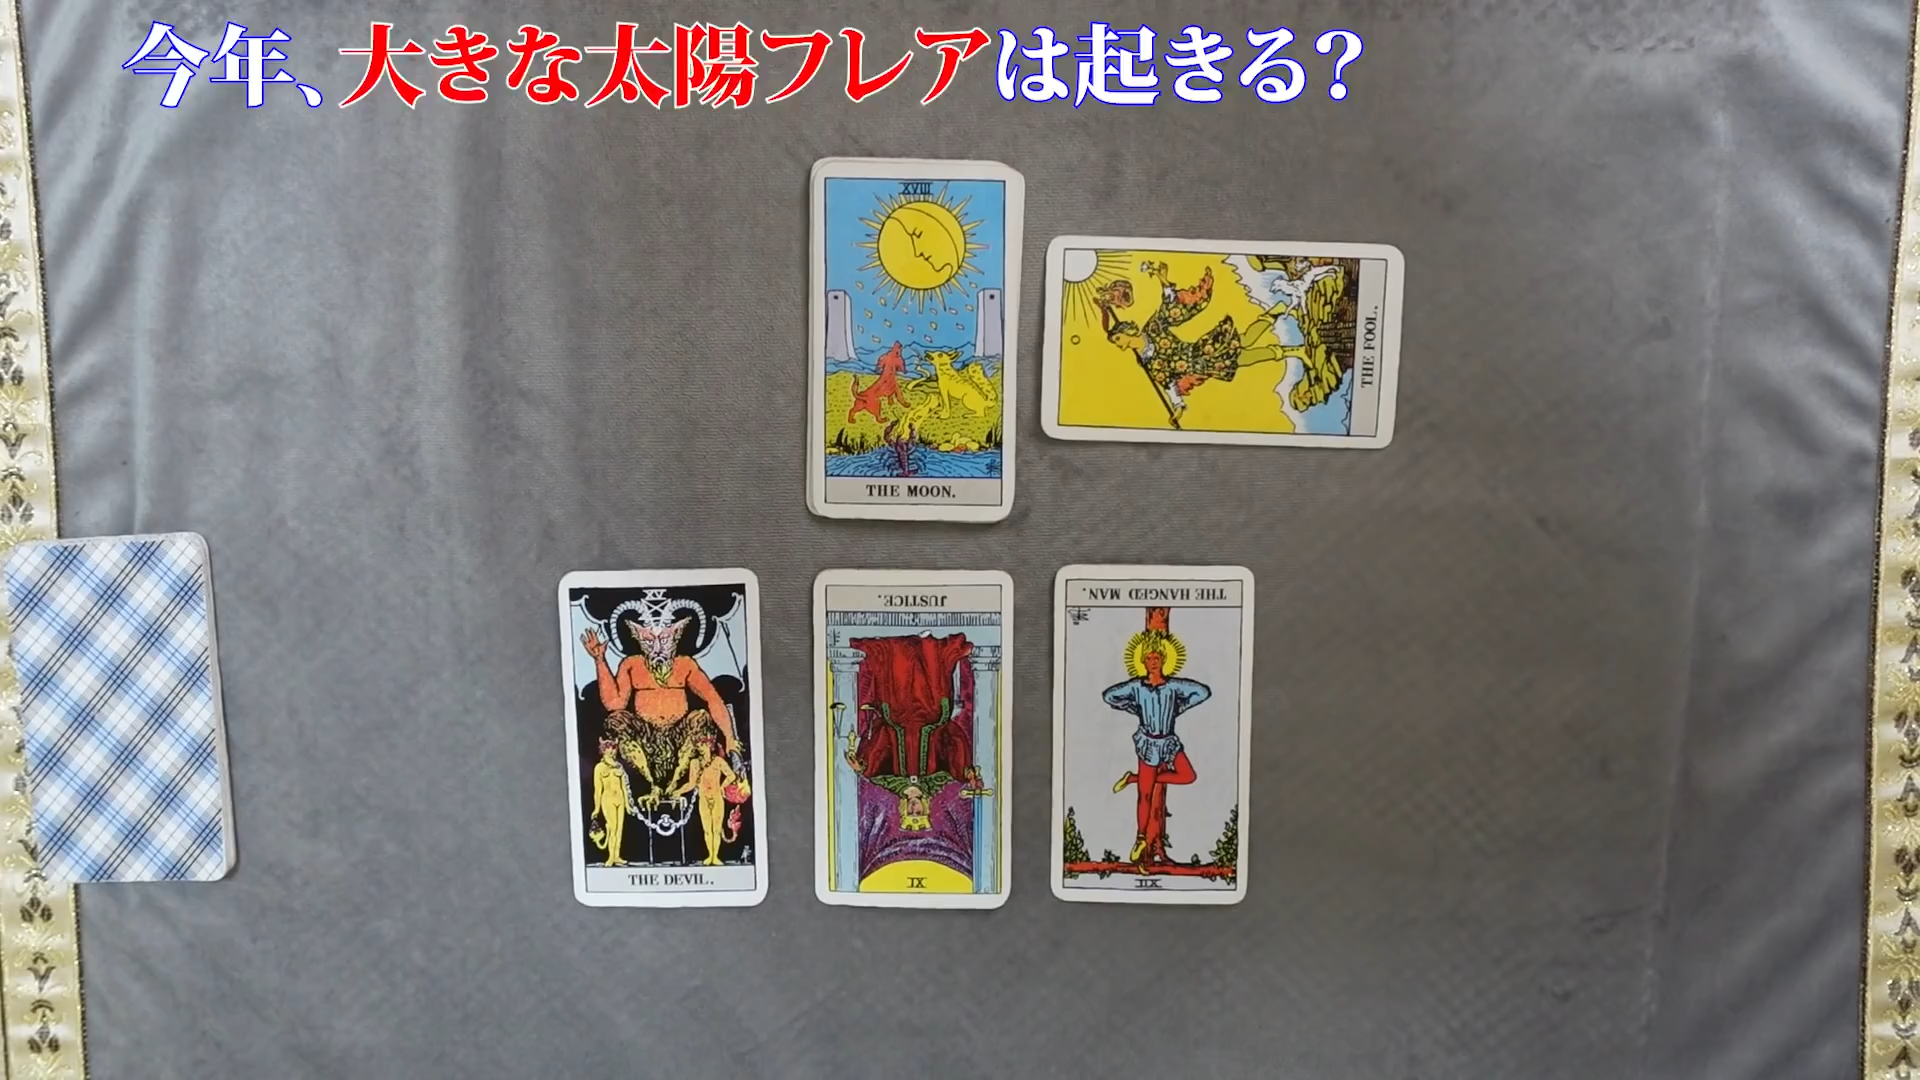 今年、大きな太陽フレアは起きる?
XVIII
THE MOON.
THE FOOL.
XV
THE DEVIL.
JUSTICE.
XI
THE HANGED MAN.
XII